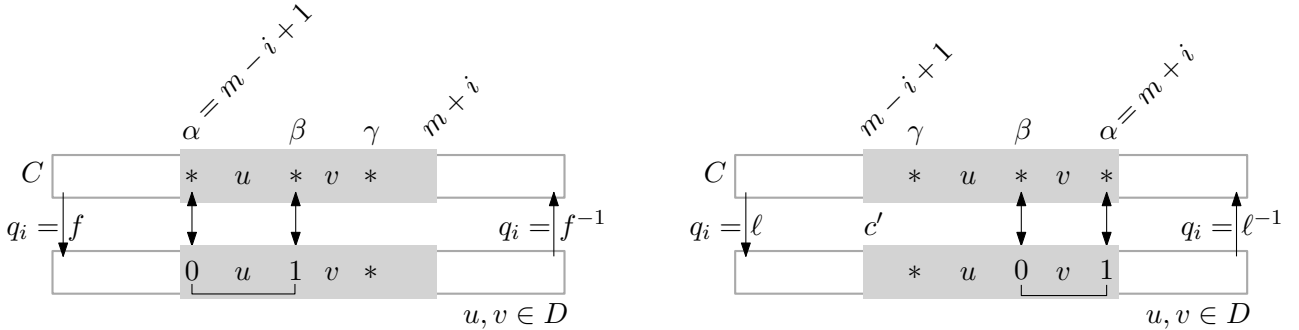 = m − i + 1
m + i
α β γ
C ∗ u ∗ v ∗
q_i = f q_i = f^{−1}
0 u 1 v ∗
u, v ∈ D
m − i + 1
= m + i
γ β α
C ∗ u ∗ v ∗
q_i = ℓ c′ q_i = ℓ^{−1}
∗ u 0 v 1
u, v ∈ D